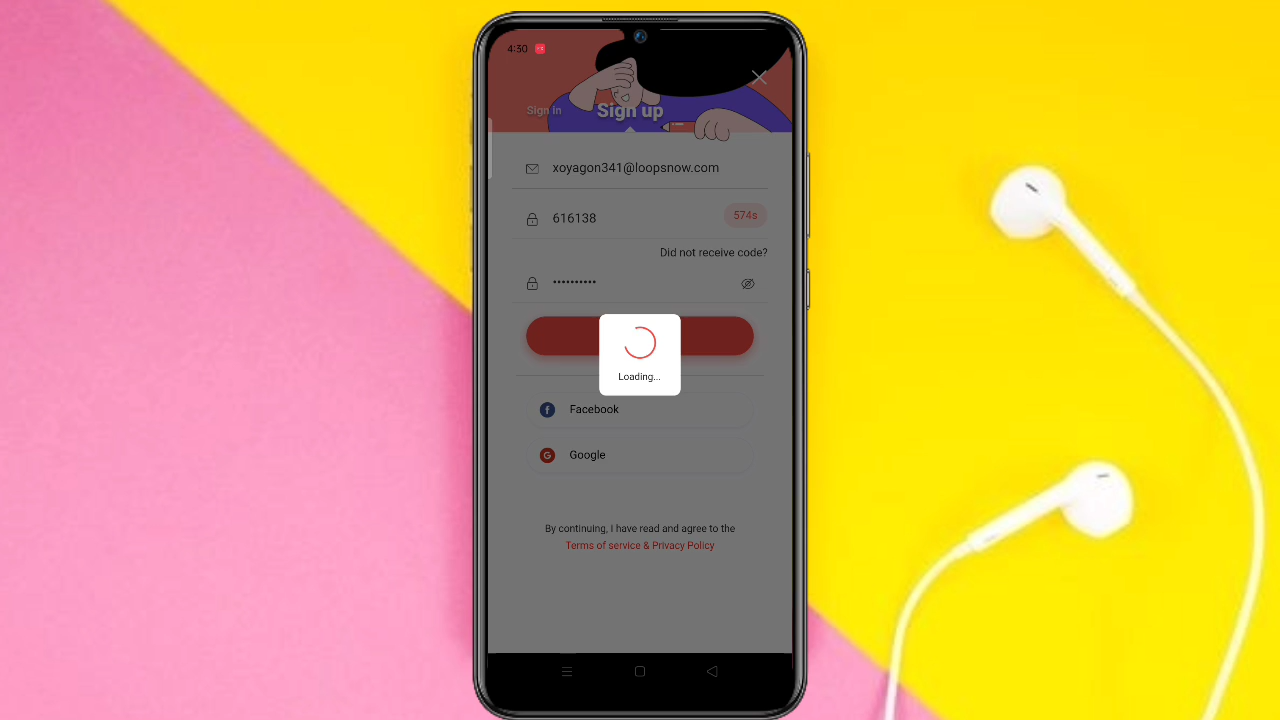 4:30
Sign in
Sign up
xoyagon341@loopsnow.com
616138
574s
Did not receive code?
••••••••••
Loading...
Facebook
Google
By continuing, I have read and agree to the
Terms of service & Privacy Policy